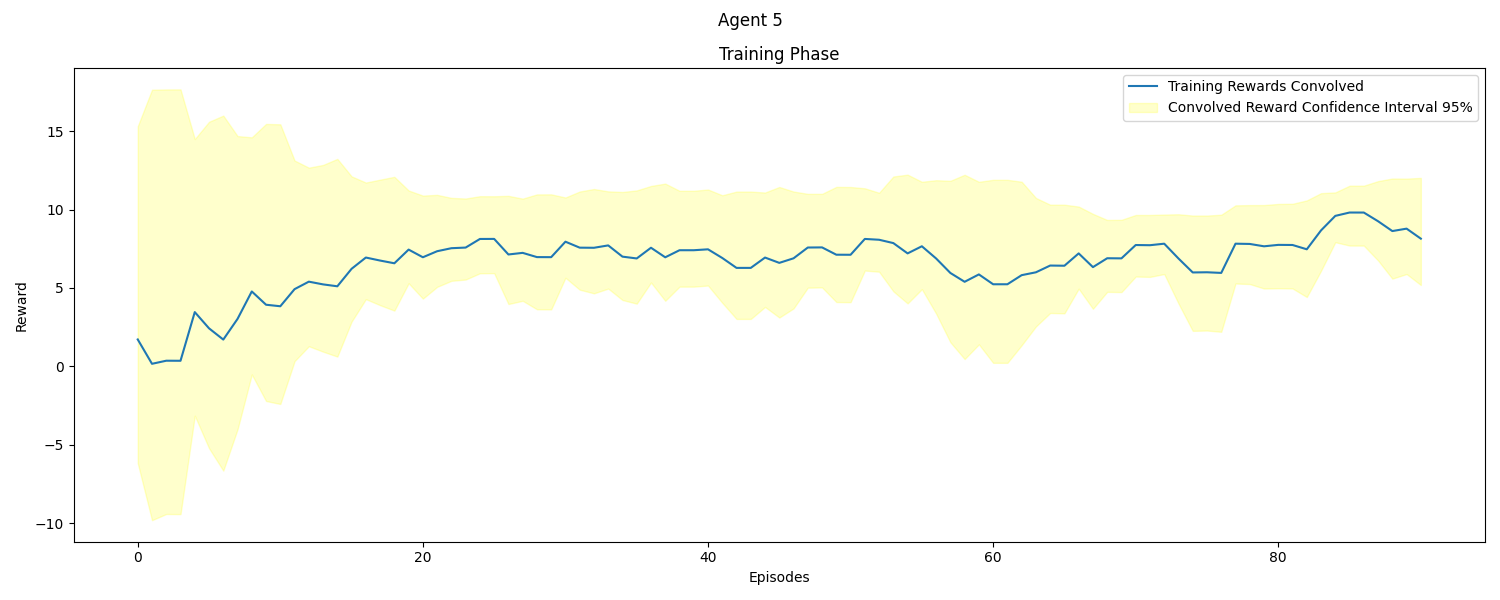 Agent 5
Training Phase
Training Rewards Convolved
Convolved Reward Confidence Interval 95%
Reward
15
10
5
0
−5
−10
0
20
40
60
80
Episodes